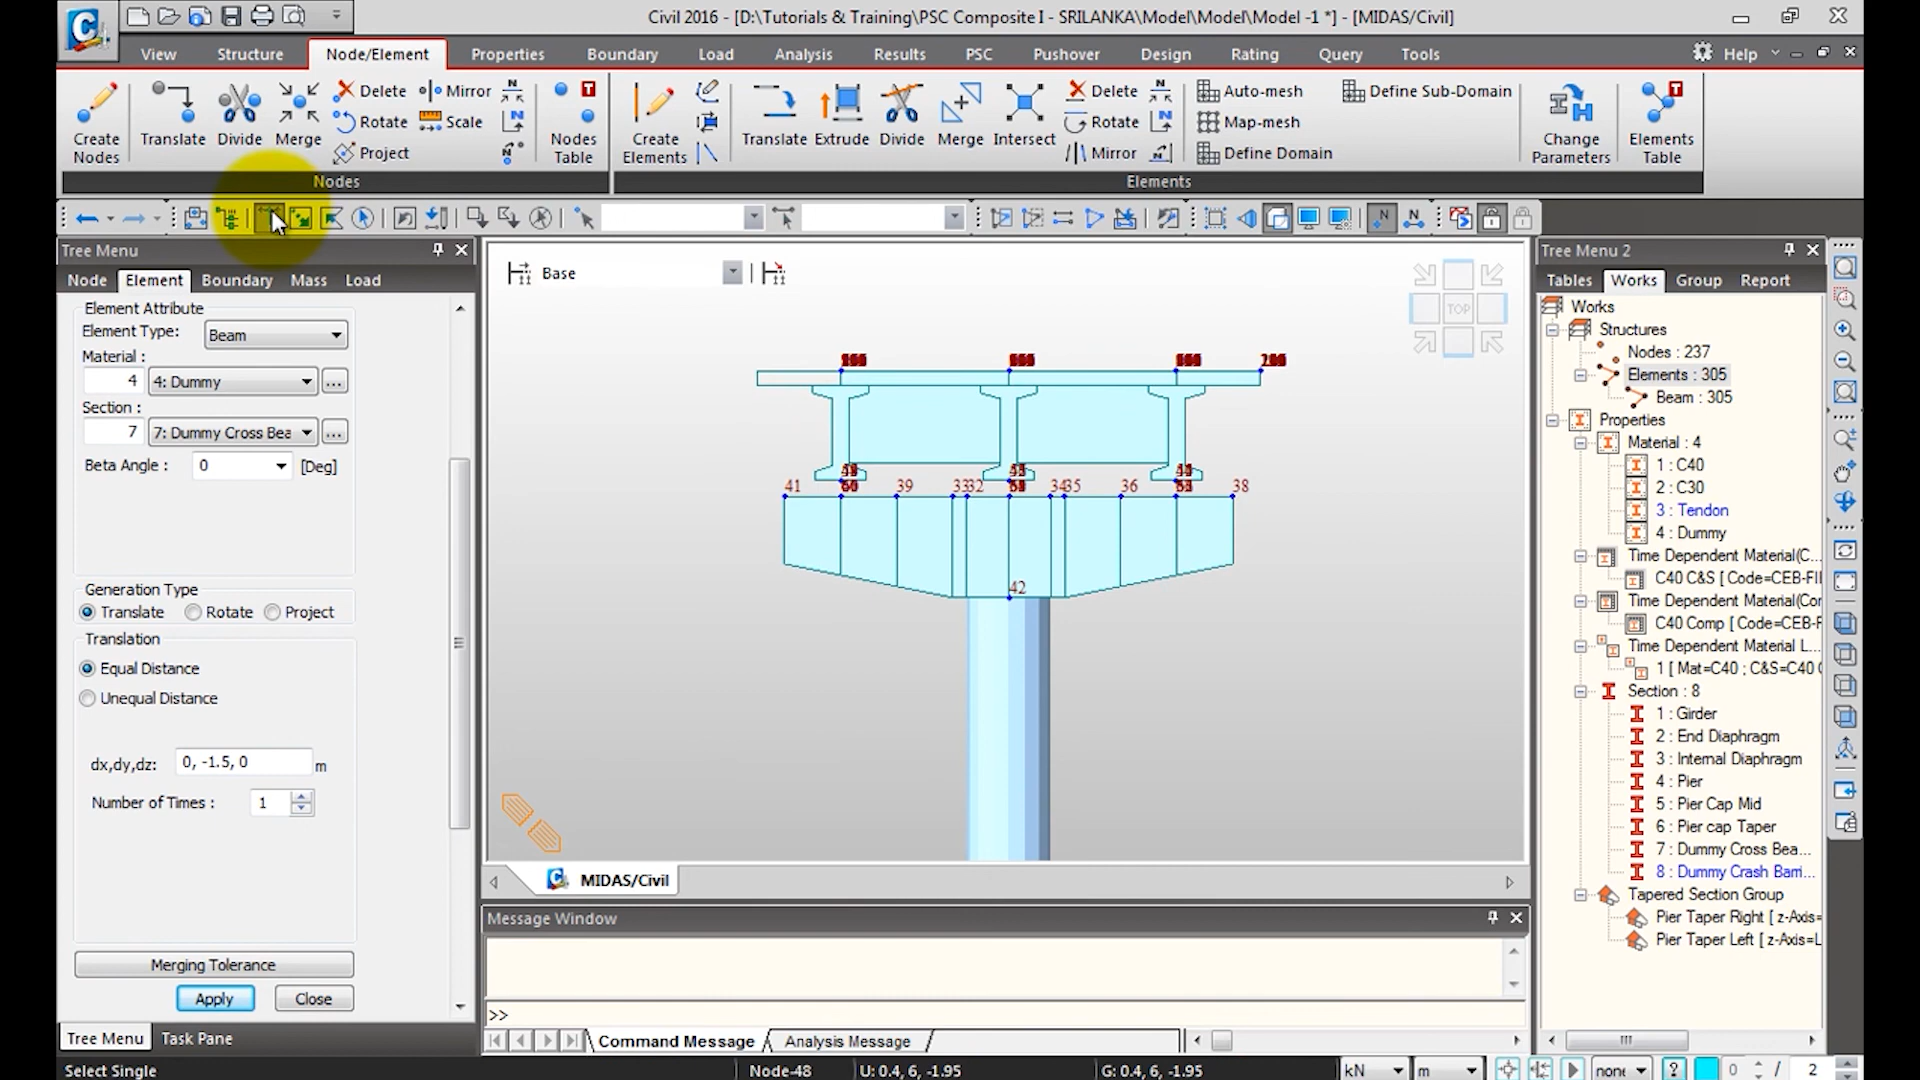 Civil 2016 - [D:\Tutorials & Training\PSC Composite I - SRILANKA\Model\Model\Model -1 *] - [MIDAS/Civil]
View Structure Node/Element Properties Boundary Load Analysis Results PSC Pushover Design Rating Query Tools Help
Create Nodes
Translate
Divide
Merge
Delete
Rotate
Project
Mirror
Scale
Nodes Table
Create Elements
Translate
Extrude
Divide
Merge
Intersect
Delete
Rotate
Mirror
Auto-mesh
Map-mesh
Define Domain
Define Sub-Domain
Change Parameters
Elements Table
Nodes
Elements
Tree Menu
Node Element Boundary Mass Load
Element Attribute
Element Type: Beam
Material :
4 4: Dummy ...
Section :
7 7: Dummy Cross Bea ...
Beta Angle : 0 [Deg]
Generation Type
Translate Rotate Project
Translation
Equal Distance
Unequal Distance
dx,dy,dz: 0, -1.5, 0 m
Number of Times : 1
Merging Tolerance
Apply Close
Tree Menu Task Pane
Base
TOP
41 39 33 32 34 35 36 38
42
MIDAS/Civil
Message Window
>>
Command Message Analysis Message
Tree Menu 2
Tables Works Group Report
Works
Structures
Nodes : 237
Elements : 305
Beam : 305
Properties
Material : 4
1 : C40
2 : C30
3 : Tendon
4 : Dummy
Time Dependent Material(C...
C40 C&S [ Code=CEB-FI
Time Dependent Material(Cor
C40 Comp [ Code=CEB-F
Time Dependent Material L...
1 [ Mat=C40 ; C&S=C40 C
Section : 8
1 : Girder
2 : End Diaphragm
3 : Internal Diaphragm
4 : Pier
5 : Pier Cap Mid
6 : Pier cap Taper
7 : Dummy Cross Bea...
8 : Dummy Crash Barri...
Tapered Section Group
Pier Taper Right [ z-Axis=
Pier Taper Left [ z-Axis=L
Select Single Node-48 U: 0.4, 6, -1.95 G: 0.4, 6, -1.95 kN m none ? 0 / 2